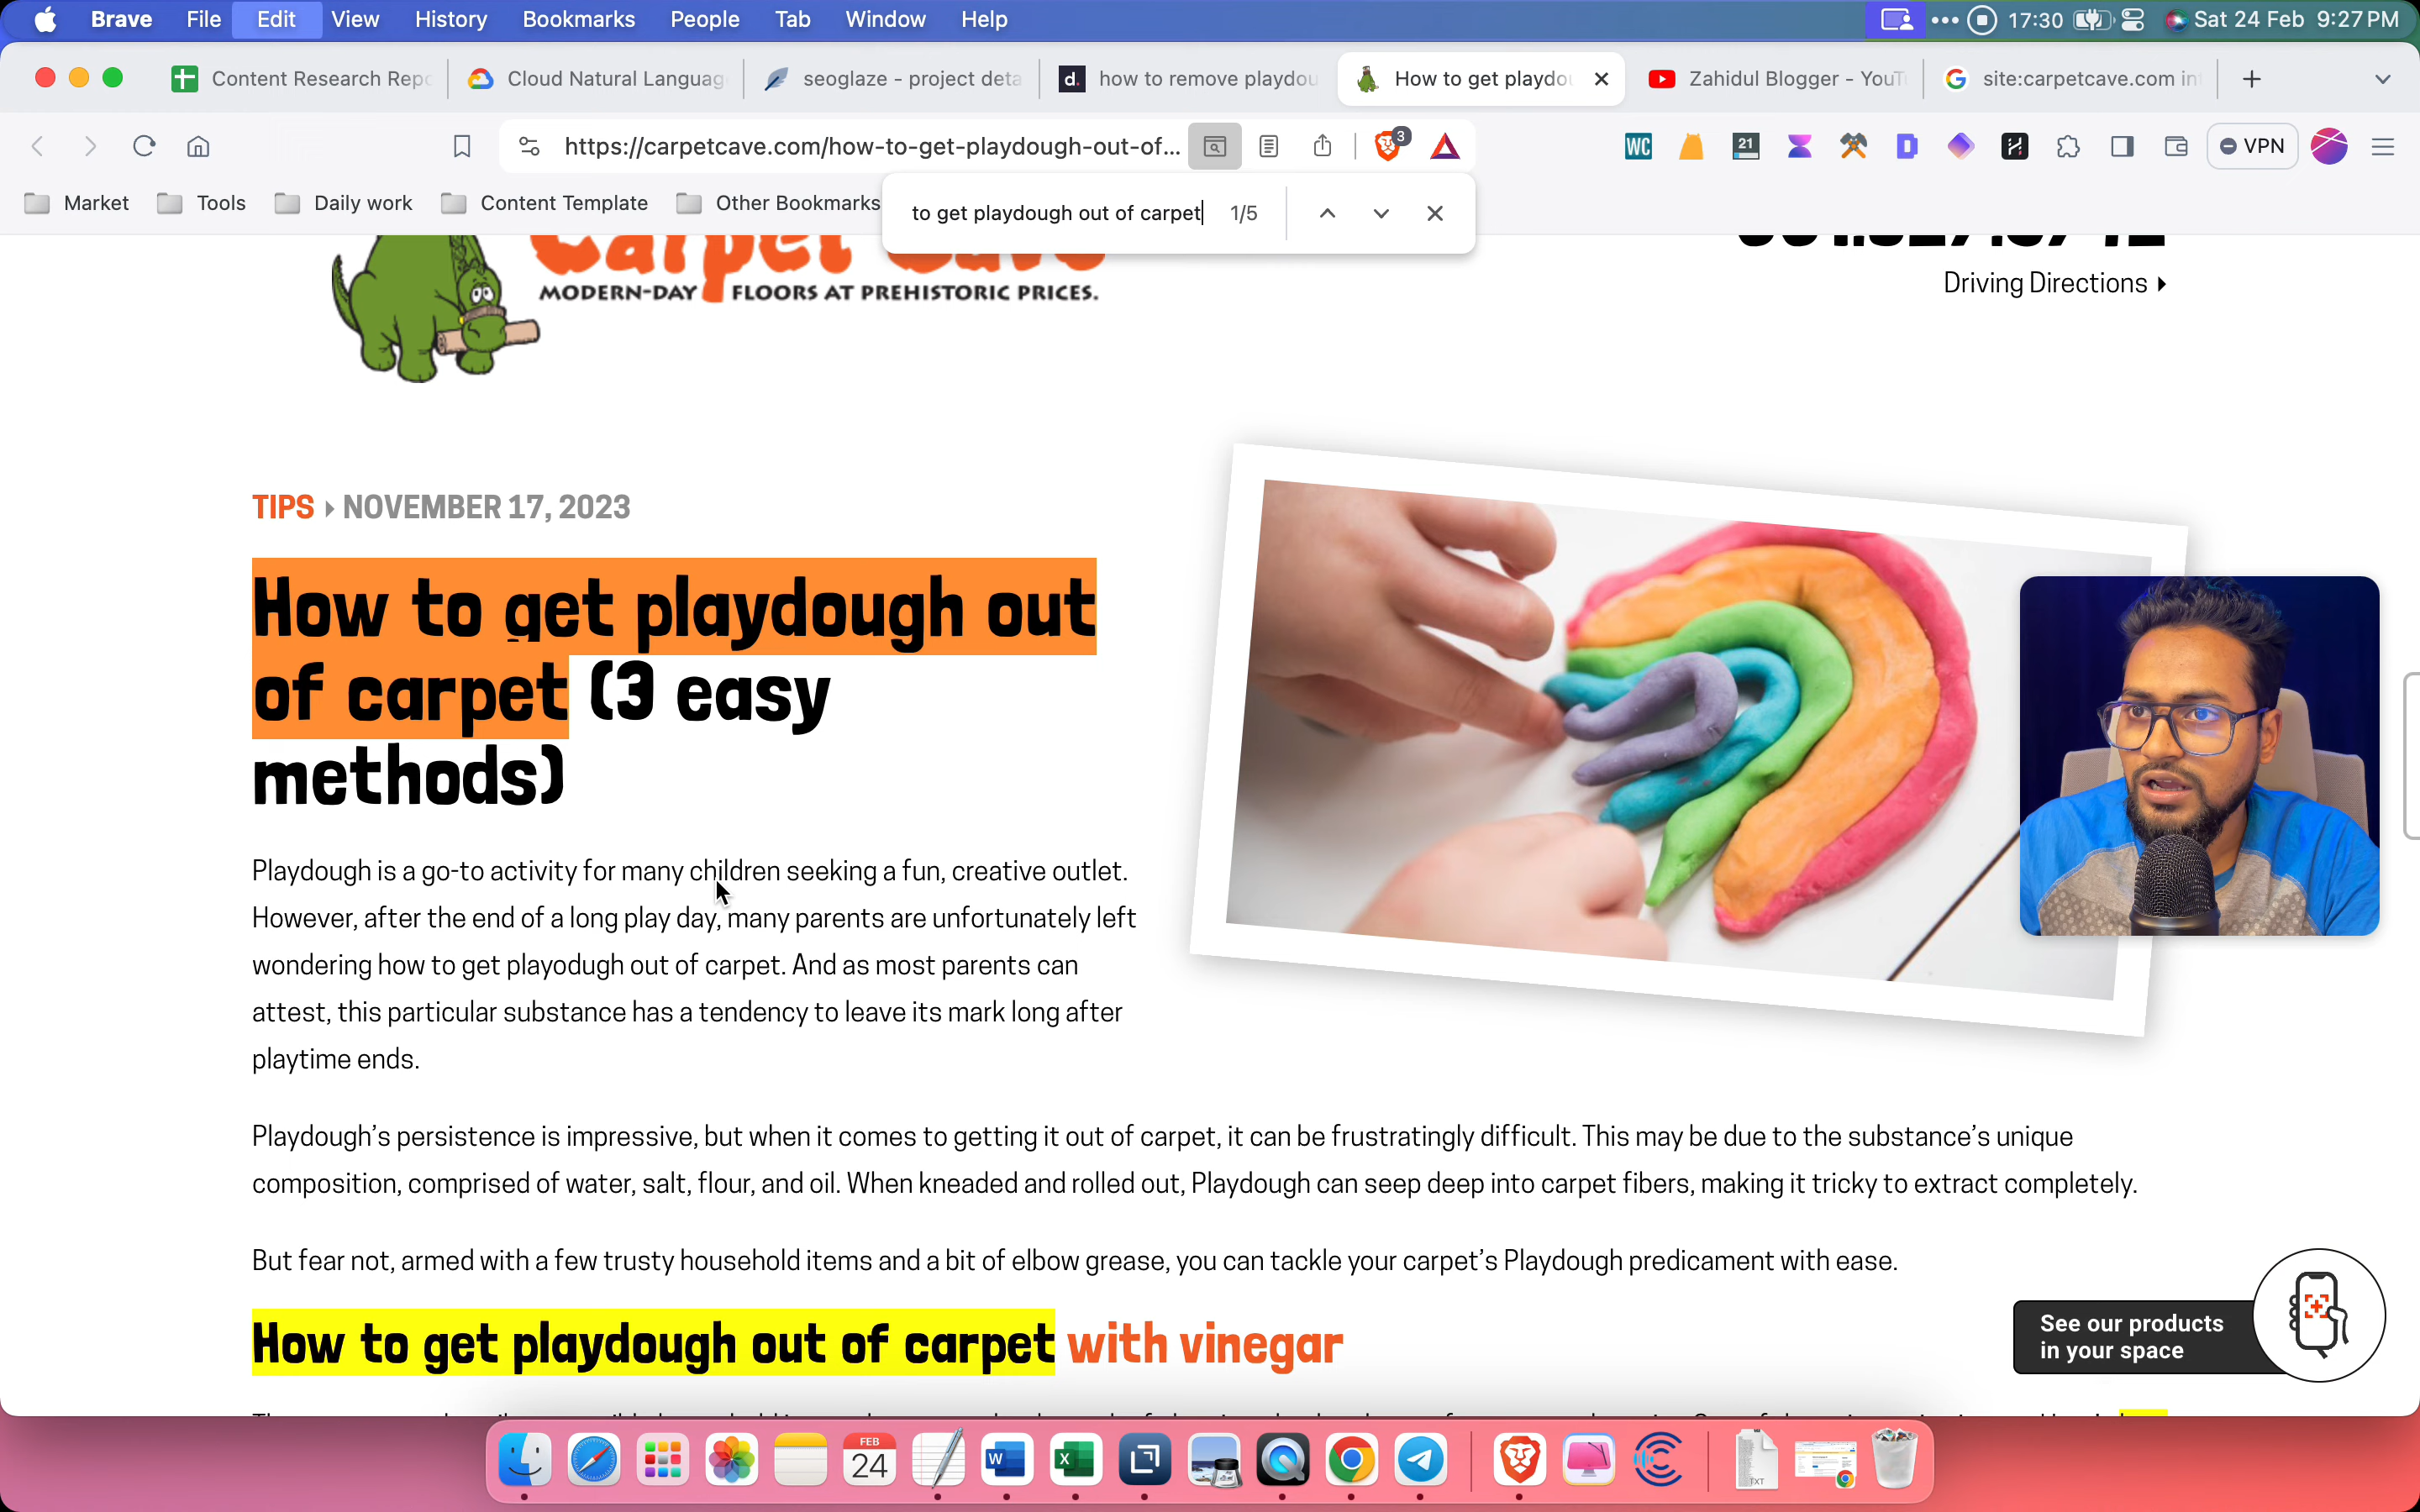 Brave File Edit View History Bookmarks People Tab Window Help 17:30 Sat 24 Feb 9:27 PM
Content Research Repo Cloud Natural Languag seoglaze - project deta how to remove playdou How to get playdo Zahidul Blogger - YouT site:carpetcave.com in
https://carpetcave.com/how-to-get-playdough-out-of... 3 WC 21 VPN
Market Tools Daily work Content Template Other Bookmarks
to get playdough out of carpet 1/5
Carpet Cave
MODERN-DAY FLOORS AT PREHISTORIC PRICES.
Driving Directions
TIPS NOVEMBER 17, 2023
How to get playdough out
of carpet (3 easy
methods)
Playdough is a go-to activity for many children seeking a fun, creative outlet.
However, after the end of a long play day, many parents are unfortunately left
wondering how to get playodugh out of carpet. And as most parents can
attest, this particular substance has a tendency to leave its mark long after
playtime ends.
Playdough's persistence is impressive, but when it comes to getting it out of carpet, it can be frustratingly difficult. This may be due to the substance's unique
composition, comprised of water, salt, flour, and oil. When kneaded and rolled out, Playdough can seep deep into carpet fibers, making it tricky to extract completely.
But fear not, armed with a few trusty household items and a bit of elbow grease, you can tackle your carpet's Playdough predicament with ease.
How to get playdough out of carpet with vinegar
See our products
in your space
FEB
24
W
X
TXT